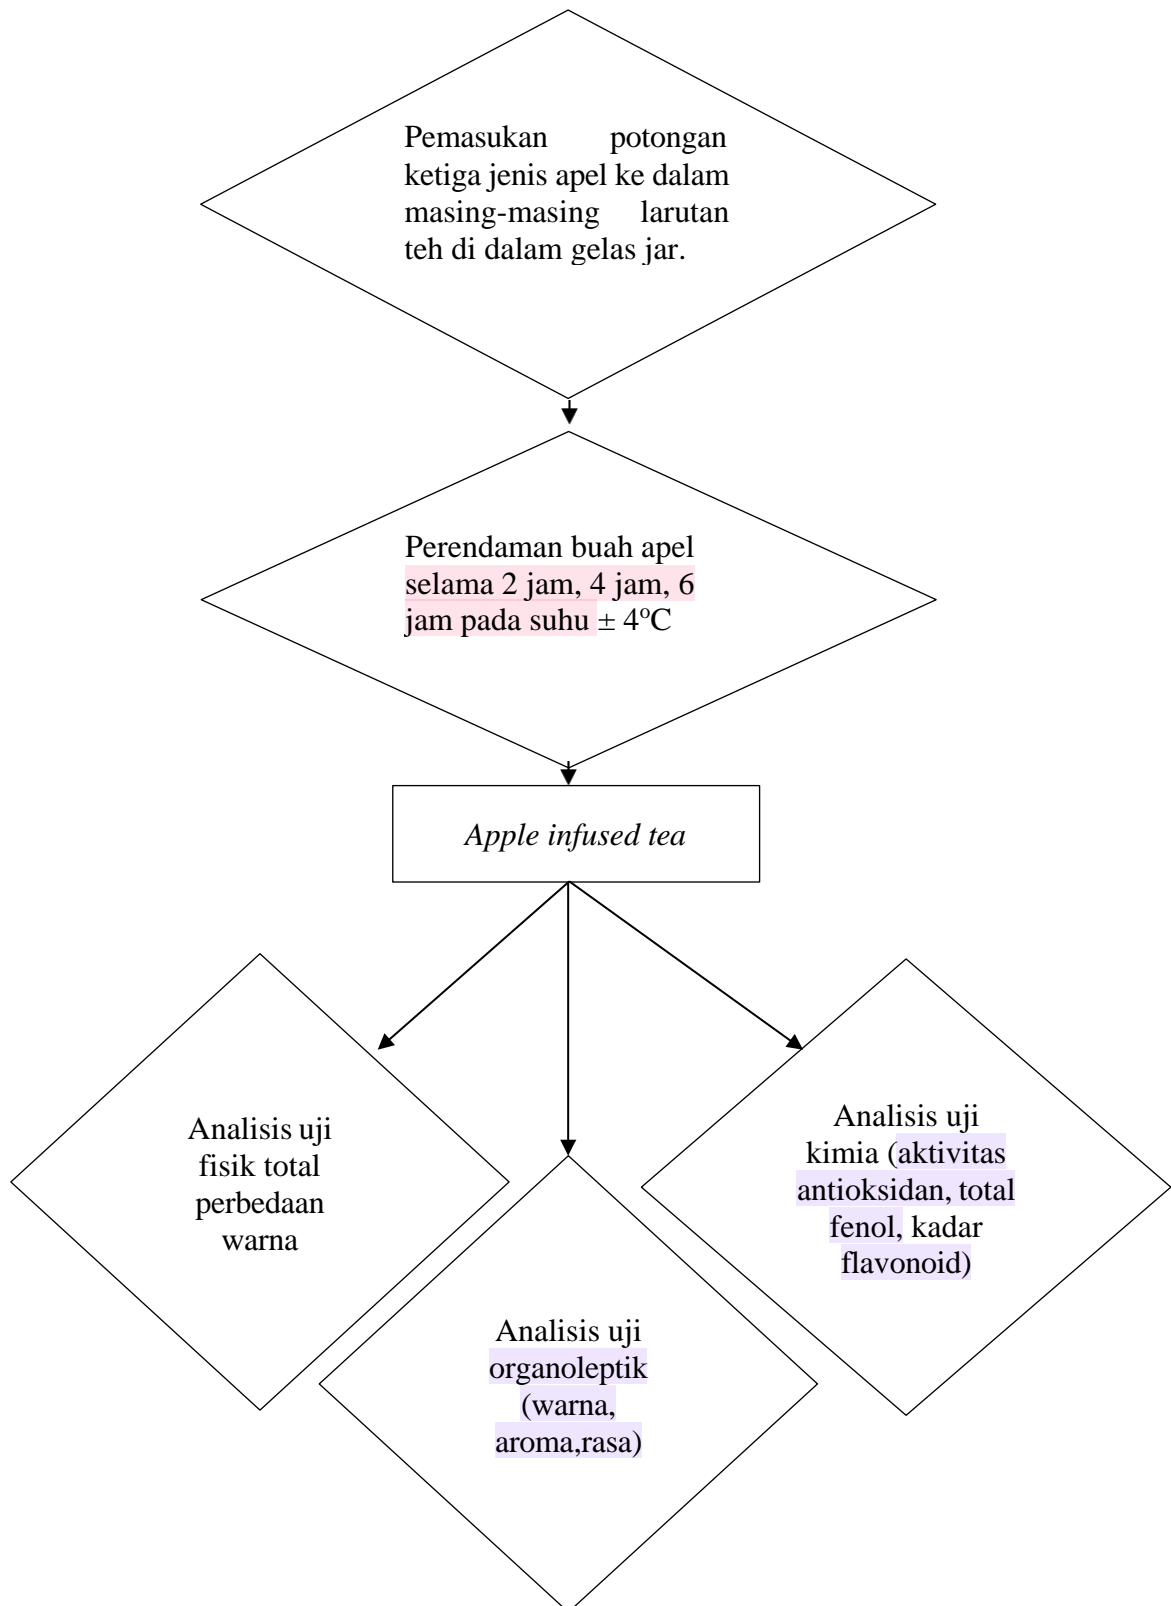 Pemasukan potongan
ketiga jenis apel ke dalam
masing-masing larutan
teh di dalam gelas jar.
Perendaman buah apel
selama 2 jam, 4 jam, 6
jam pada suhu ± 4°C
Apple infused tea
Analisis uji
fisik total
perbedaan
warna
Analisis uji
organoleptik
(warna,
aroma,rasa)
Analisis uji
kimia (aktivitas
antioksidan, total
fenol, kadar
flavonoid)